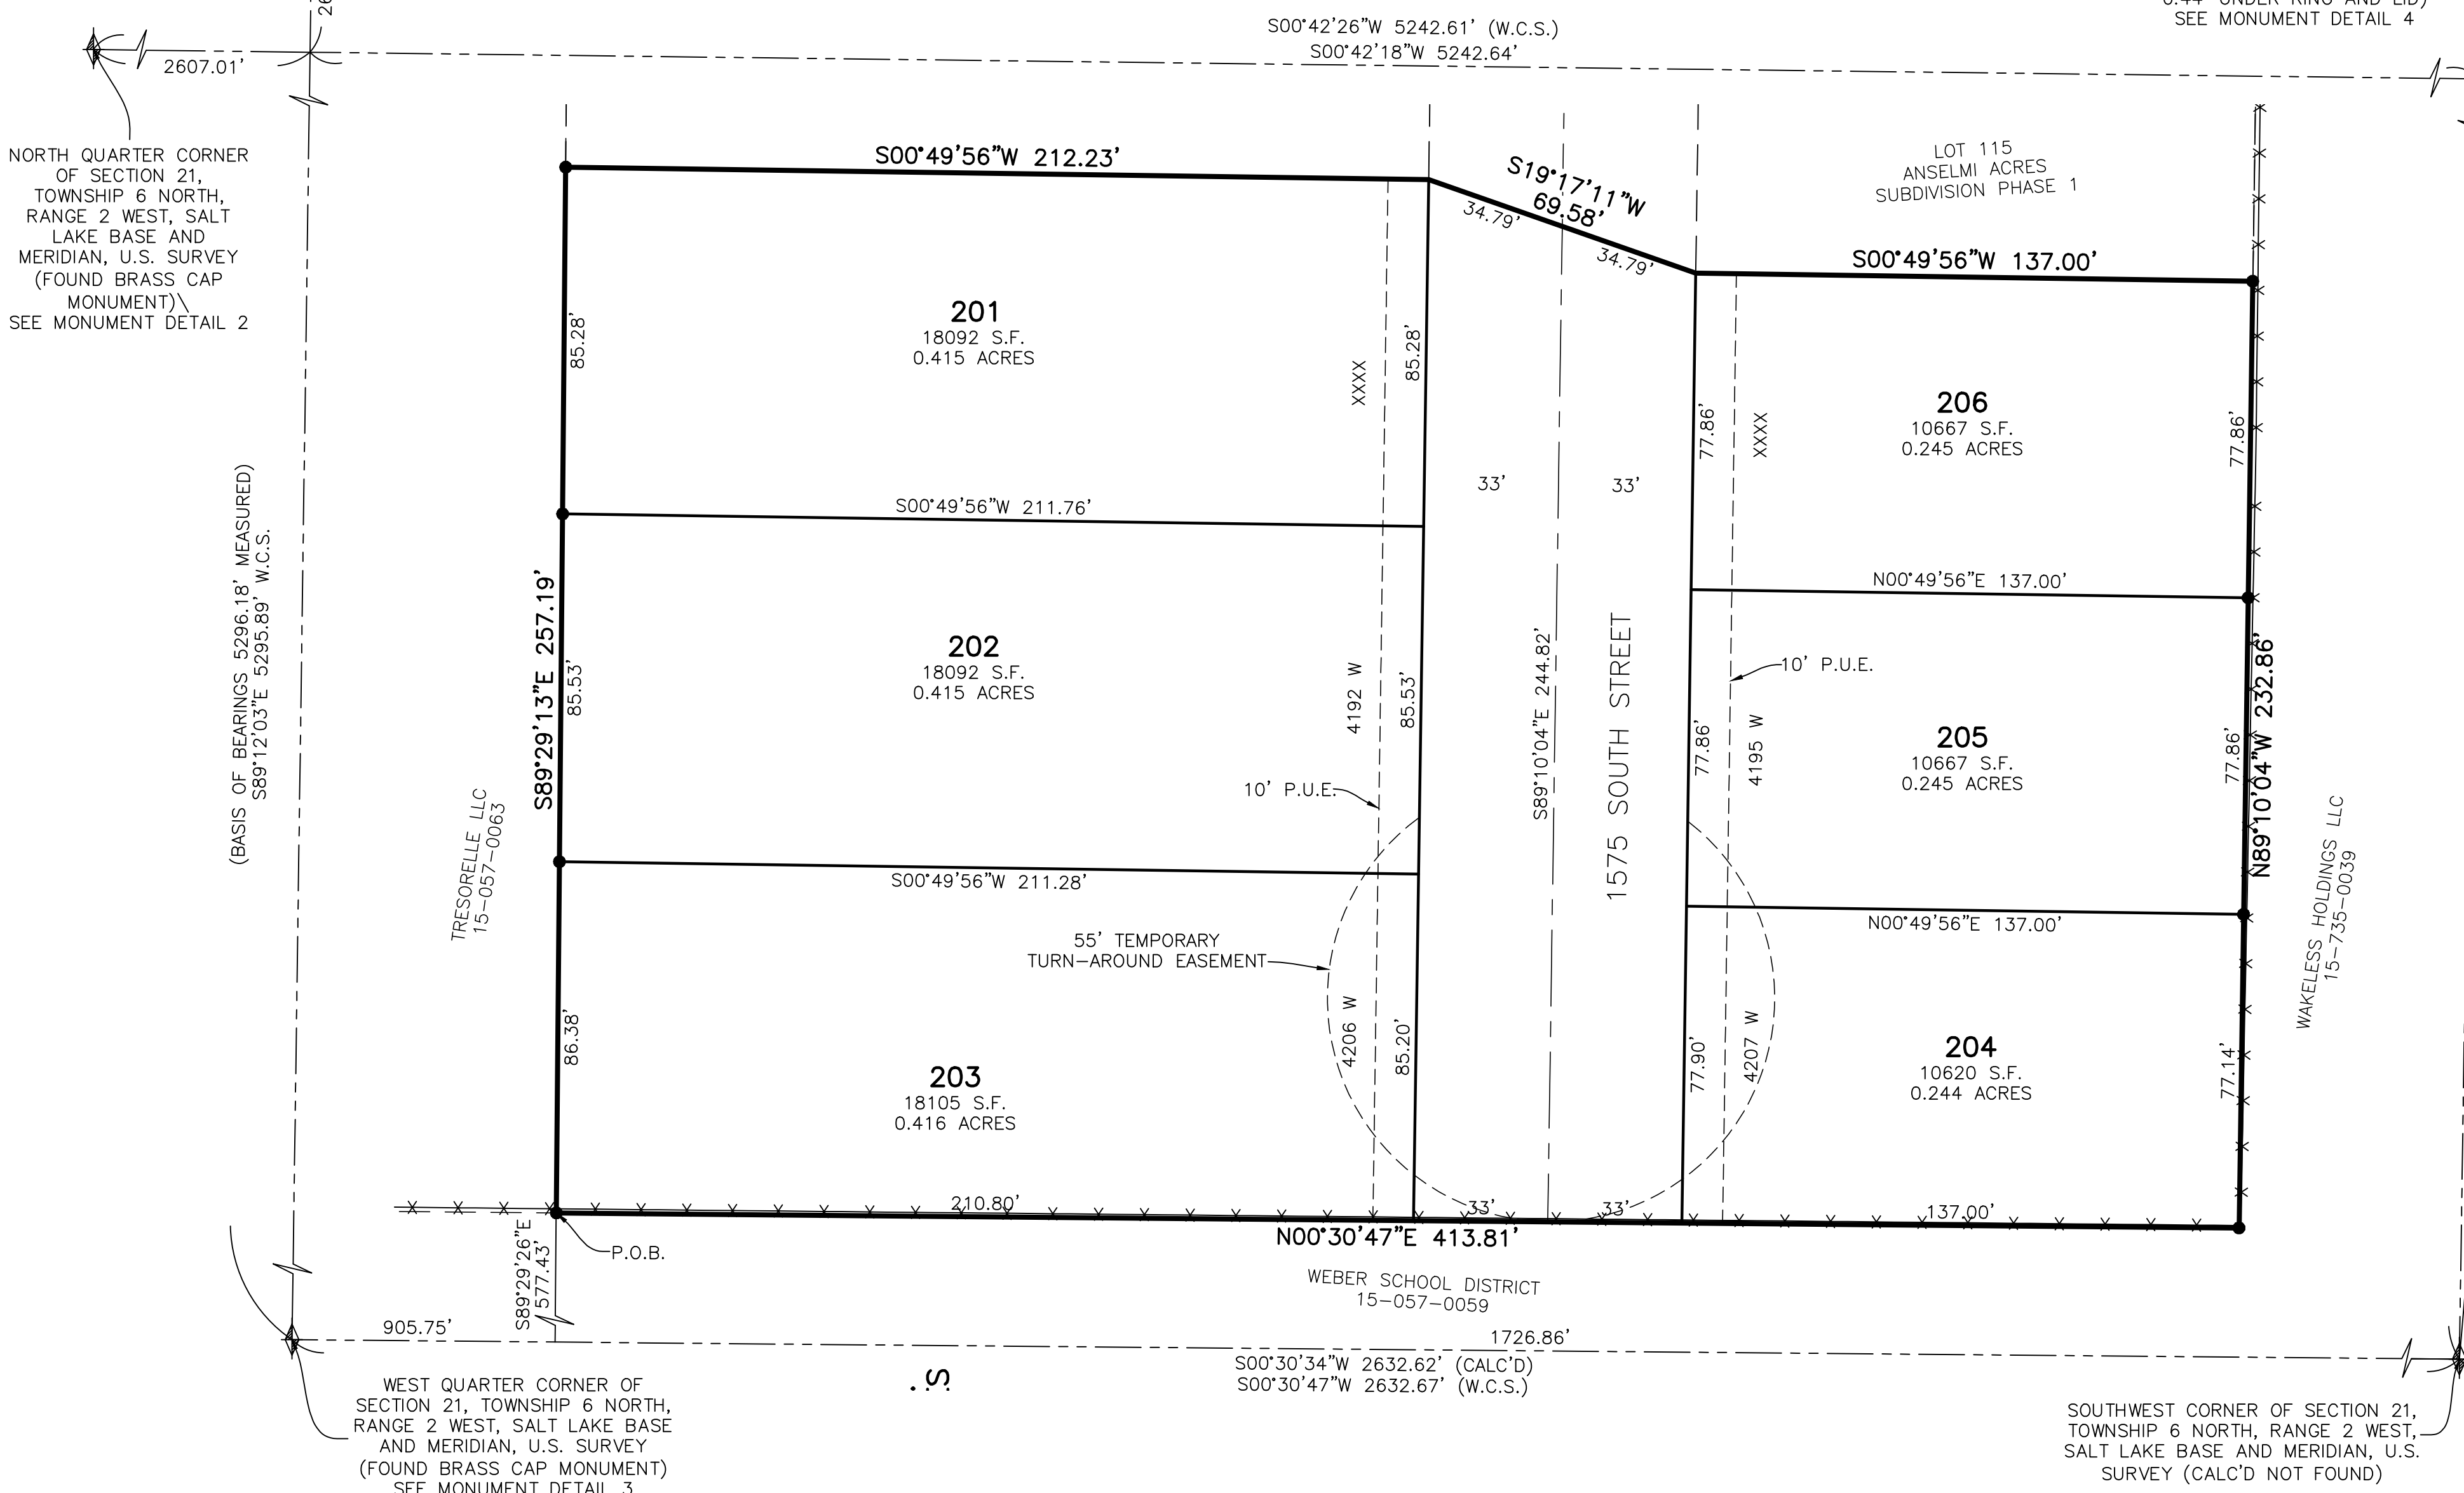 S00°42'26"W 5242.61' (W.C.S.)
S00°42'18"W 5242.64'
SEE MONUMENT DETAIL 4
2607.01'
NORTH QUARTER CORNER
OF SECTION 21,
TOWNSHIP 6 NORTH,
RANGE 2 WEST, SALT
LAKE BASE AND
MERIDIAN, U.S. SURVEY
(FOUND BRASS CAP
MONUMENT)\
SEE MONUMENT DETAIL 2
S00°49'56"W 212.23'
S19°17'11"W
69.58'
34.79'
34.79'
LOT 115
ANSELMI ACRES
SUBDIVISION PHASE 1
S00°49'56"W 137.00'
201
18092 S.F.
0.415 ACRES
85.28'
85.28'
XXXX
206
10667 S.F.
0.245 ACRES
77.86'
XXXX
77.86'
33'
33'
S00°49'56"W 211.76'
N00°49'56"E 137.00'
(BASIS OF BEARINGS 5296.18' MEASURED)
S89°12'03"E 5295.89' W.C.S.
S89°29'13"E 257.19'
202
18092 S.F.
0.415 ACRES
85.53'
4192 W
85.53'
10' P.U.E.
S89°10'04"E 244.82'
1575 SOUTH STREET
77.86'
4195 W
10' P.U.E.
205
10667 S.F.
0.245 ACRES
77.86'
N89°10'04"W 232.86'
TRESORELLE LLC
15-057-0063
WAKELESS HOLDINGS LLC
15-735-0039
S00°49'56"W 211.28'
N00°49'56"E 137.00'
55' TEMPORARY
TURN-AROUND EASEMENT
203
18105 S.F.
0.416 ACRES
86.38'
4206 W
85.20'
77.90'
4207 W
204
10620 S.F.
0.244 ACRES
77.14'
210.80'
33'
33'
137.00'
N00°30'47"E 413.81'
P.O.B.
S89°29'26"E
577.43'
WEBER SCHOOL DISTRICT
15-057-0059
905.75'
1726.86'
S00°30'34"W 2632.62' (CALC'D)
S00°30'47"W 2632.67' (W.C.S.)
WEST QUARTER CORNER OF
SECTION 21, TOWNSHIP 6 NORTH,
RANGE 2 WEST, SALT LAKE BASE
AND MERIDIAN, U.S. SURVEY
(FOUND BRASS CAP MONUMENT)
SEE MONUMENT DETAIL 3
SOUTHWEST CORNER OF SECTION 21,
TOWNSHIP 6 NORTH, RANGE 2 WEST,
SALT LAKE BASE AND MERIDIAN, U.S.
SURVEY (CALC'D NOT FOUND)